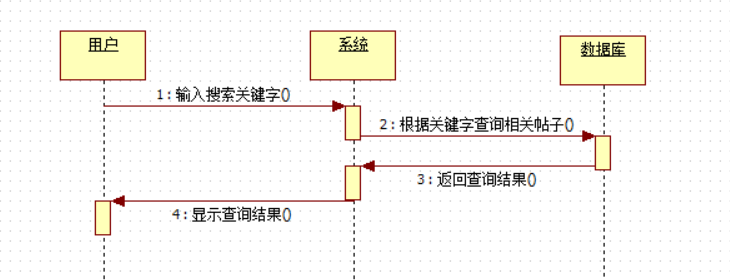 用户
系统
数据库
1:输入搜索关键字()
2:根据关键字查询相关帖子()
3:返回查询结果()
4:显示查询结果()